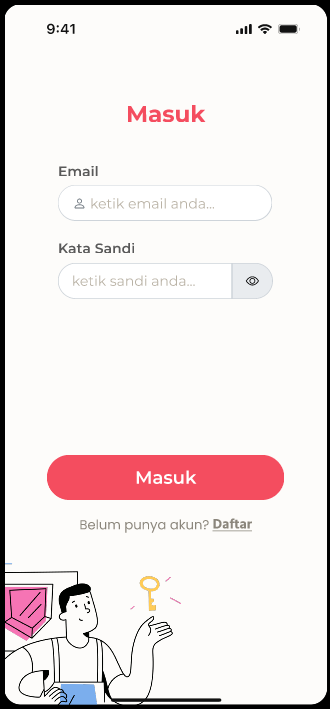 9:41
Masuk
Email
ketik email anda...
Kata Sandi
ketik sandi anda...
Masuk
Belum punya akun? Daftar